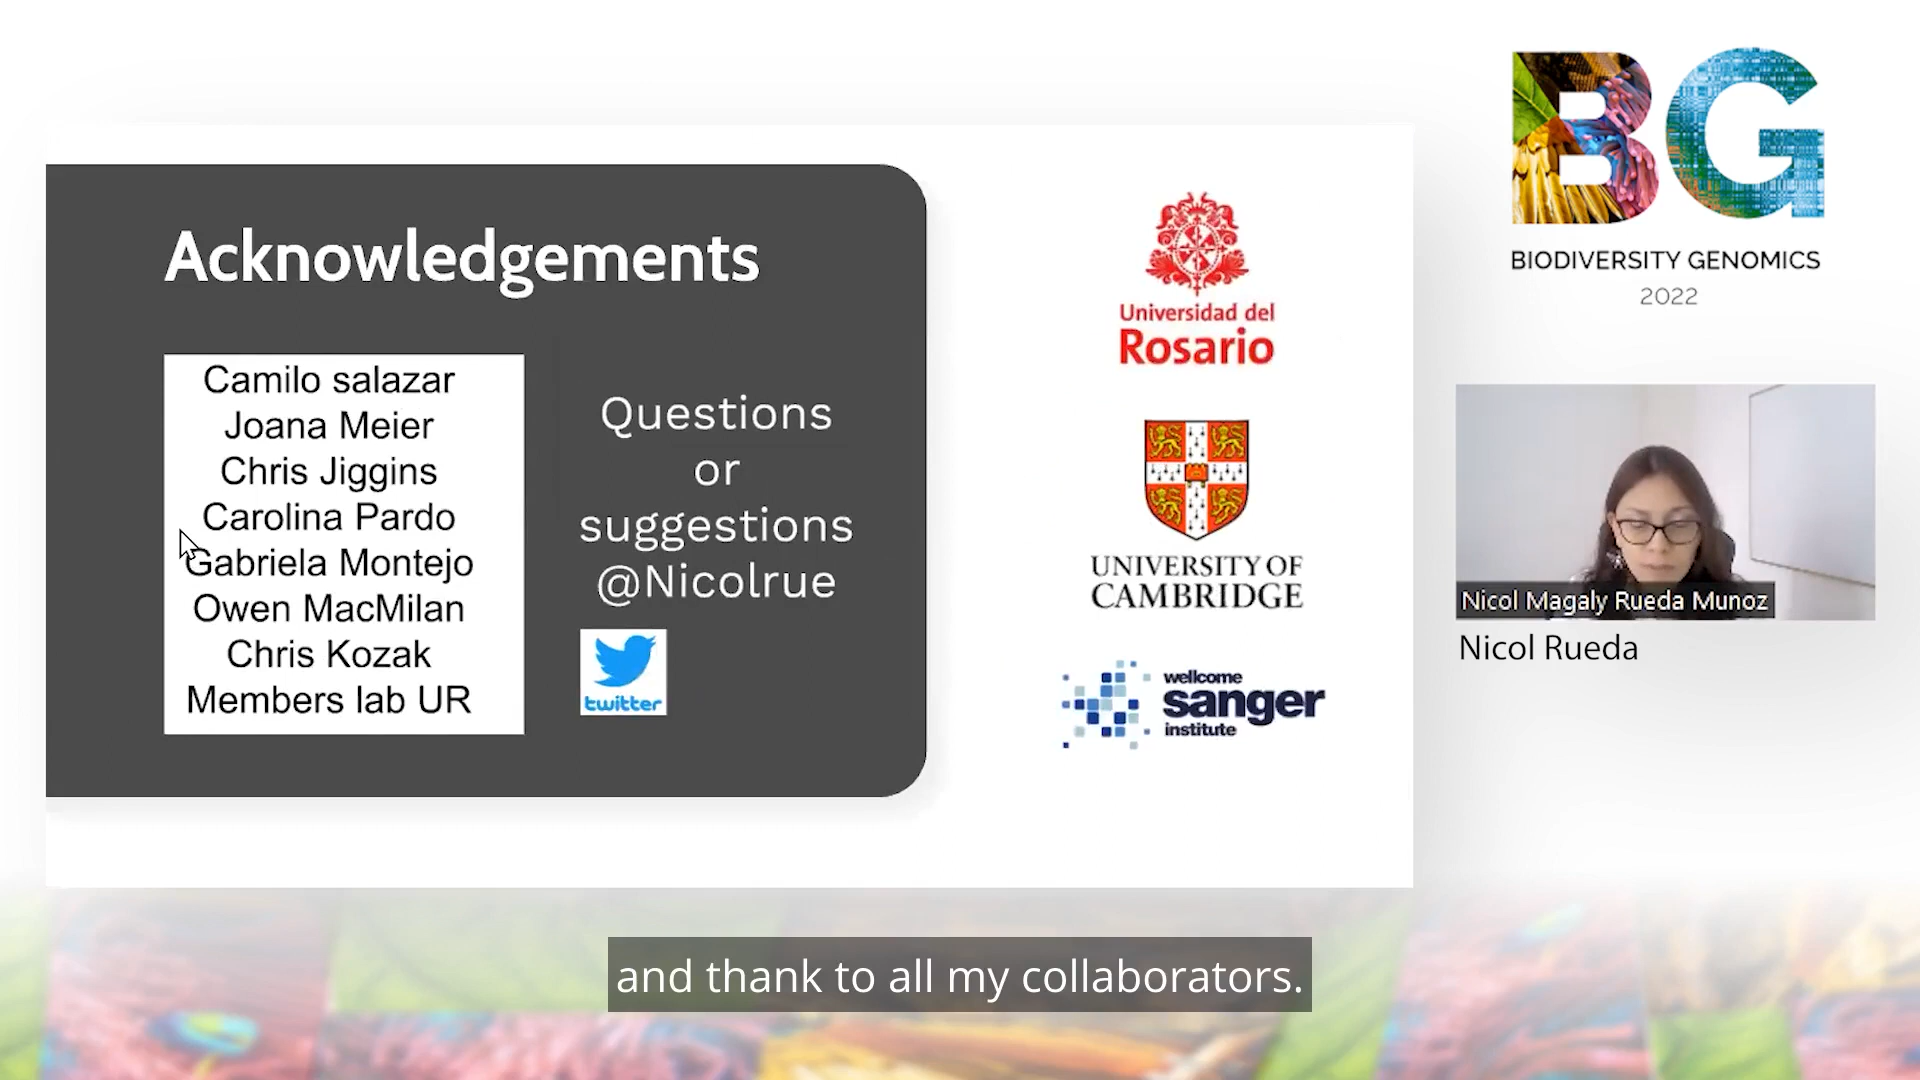 Acknowledgements
Camilo salazar
Joana Meier
Chris Jiggins
Carolina Pardo
Gabriela Montejo
Owen MacMilan
Chris Kozak
Members lab UR
Questions
or
suggestions
@Nicolrue
twitter
Universidad del
Rosario
UNIVERSITY OF
CAMBRIDGE
wellcome
sanger
institute
BG
BIODIVERSITY GENOMICS
2022
Nicol Magaly Rueda Munoz
Nicol Rueda
and thank to all my collaborators.